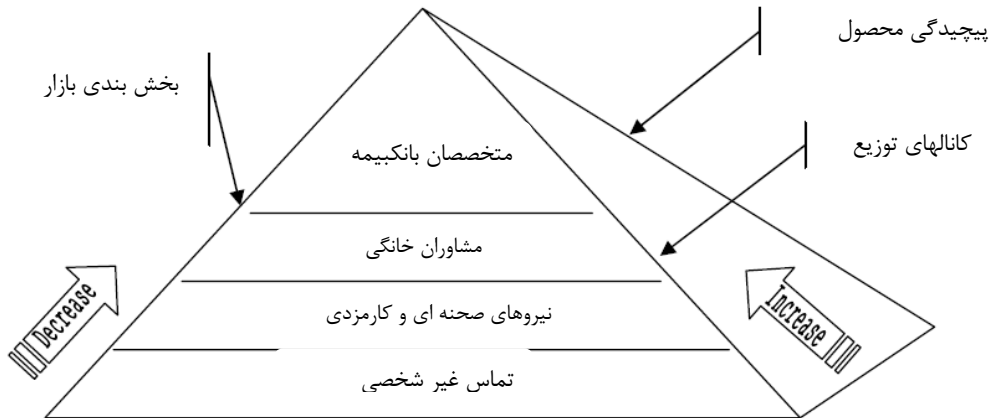 پیچیدگی محصول
بخش بندی بازار
کانالهای توزیع
متخصصان بانکبیمه
مشاوران خانگی
Decrease
Increase
نیروهای صحنه ای و کارمزدی
تماس غیر شخصی